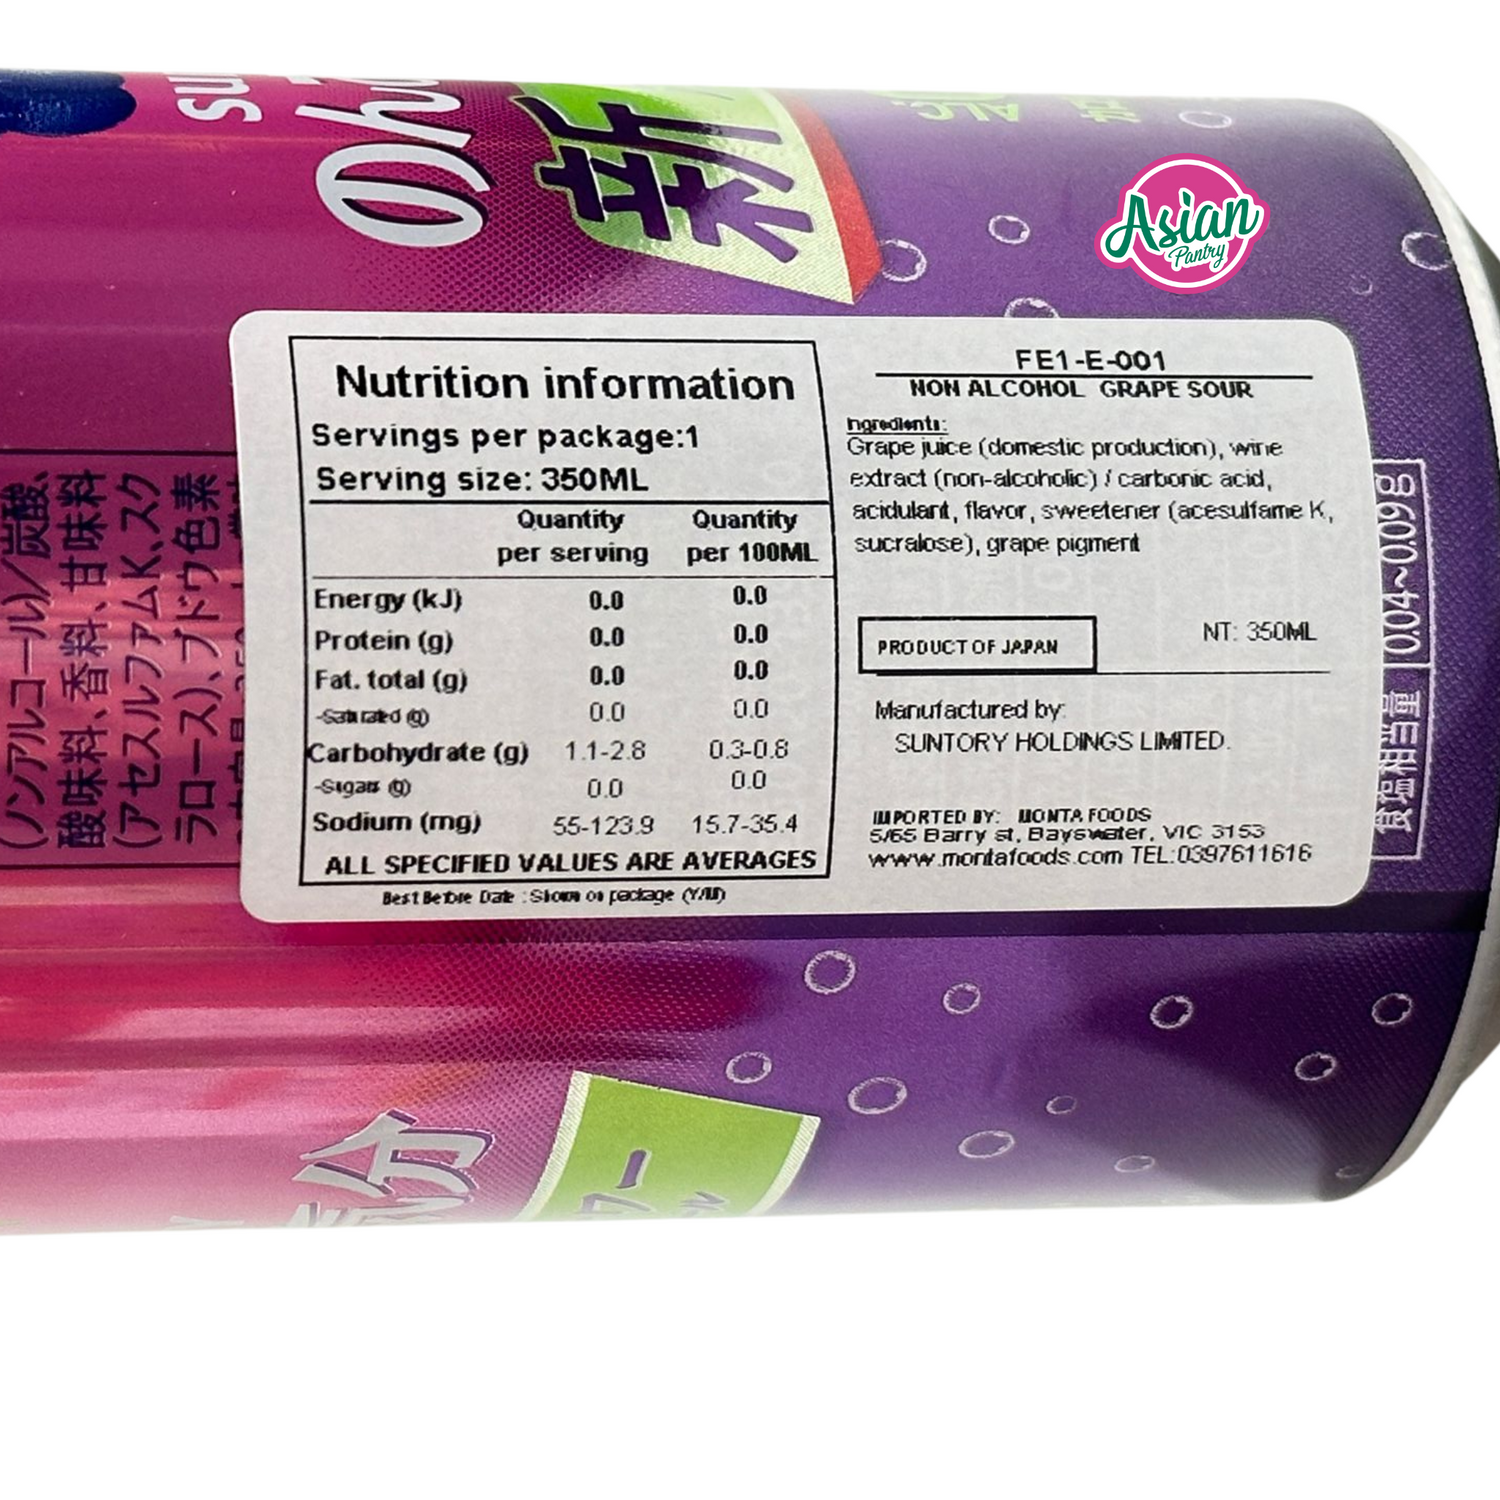 Asian
Pantry
新
ALC.
Nutrition information
Servings per package:1
Serving size: 350ML
Quantity per serving Quantity per 100ML
Energy (kJ) 0.0 0.0
Protein (g) 0.0 0.0
Fat. total (g) 0.0 0.0
-Saturated (g) 0.0 0.0
Carbohydrate (g) 1.1-2.8 0.3-0.8
-Sugars (g) 0.0 0.0
Sodium (mg) 55-123.9 15.7-35.4
ALL SPECIFIED VALUES ARE AVERAGES
Best Before Date : Shown on package (Y/M)
FE1-E-001
NON ALCOHOL GRAPE SOUR
Ingredients:
Grape juice (domestic production), wine
extract (non-alcoholic) / carbonic acid,
acidulant, flavor, sweetener (acesulfame K,
sucralose), grape pigment
PRODUCT OF JAPAN
NT: 350ML
Manufactured by:
SUNTORY HOLDINGS LIMITED.
IMPORTED BY: MONTA FOODS
5/65 Barry st, Bayswater, VIC 3153
www.montafoods.com TEL:0397611616
(ノンアルコール)/炭酸、
酸味料、香料、甘味料
(アセスルファムK、スク
ラロース)、ブドウ色素
食塩相当量 0.04~0.09g